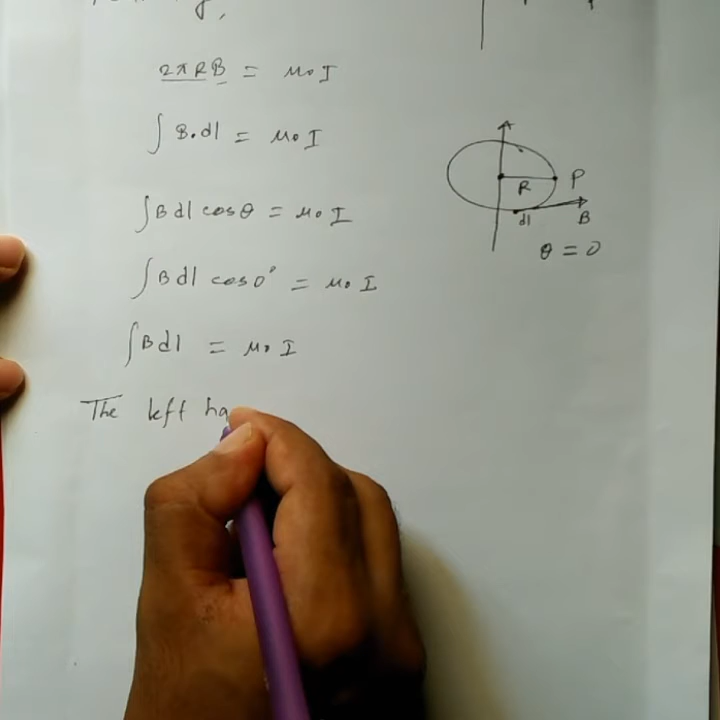 2πRB = μ₀I
∫B.dl = μ₀I
∫B dl cosθ = μ₀I
∫B dl cos0° = μ₀I
∫B dl = μ₀I
The left ha
R P
dl B
θ = 0